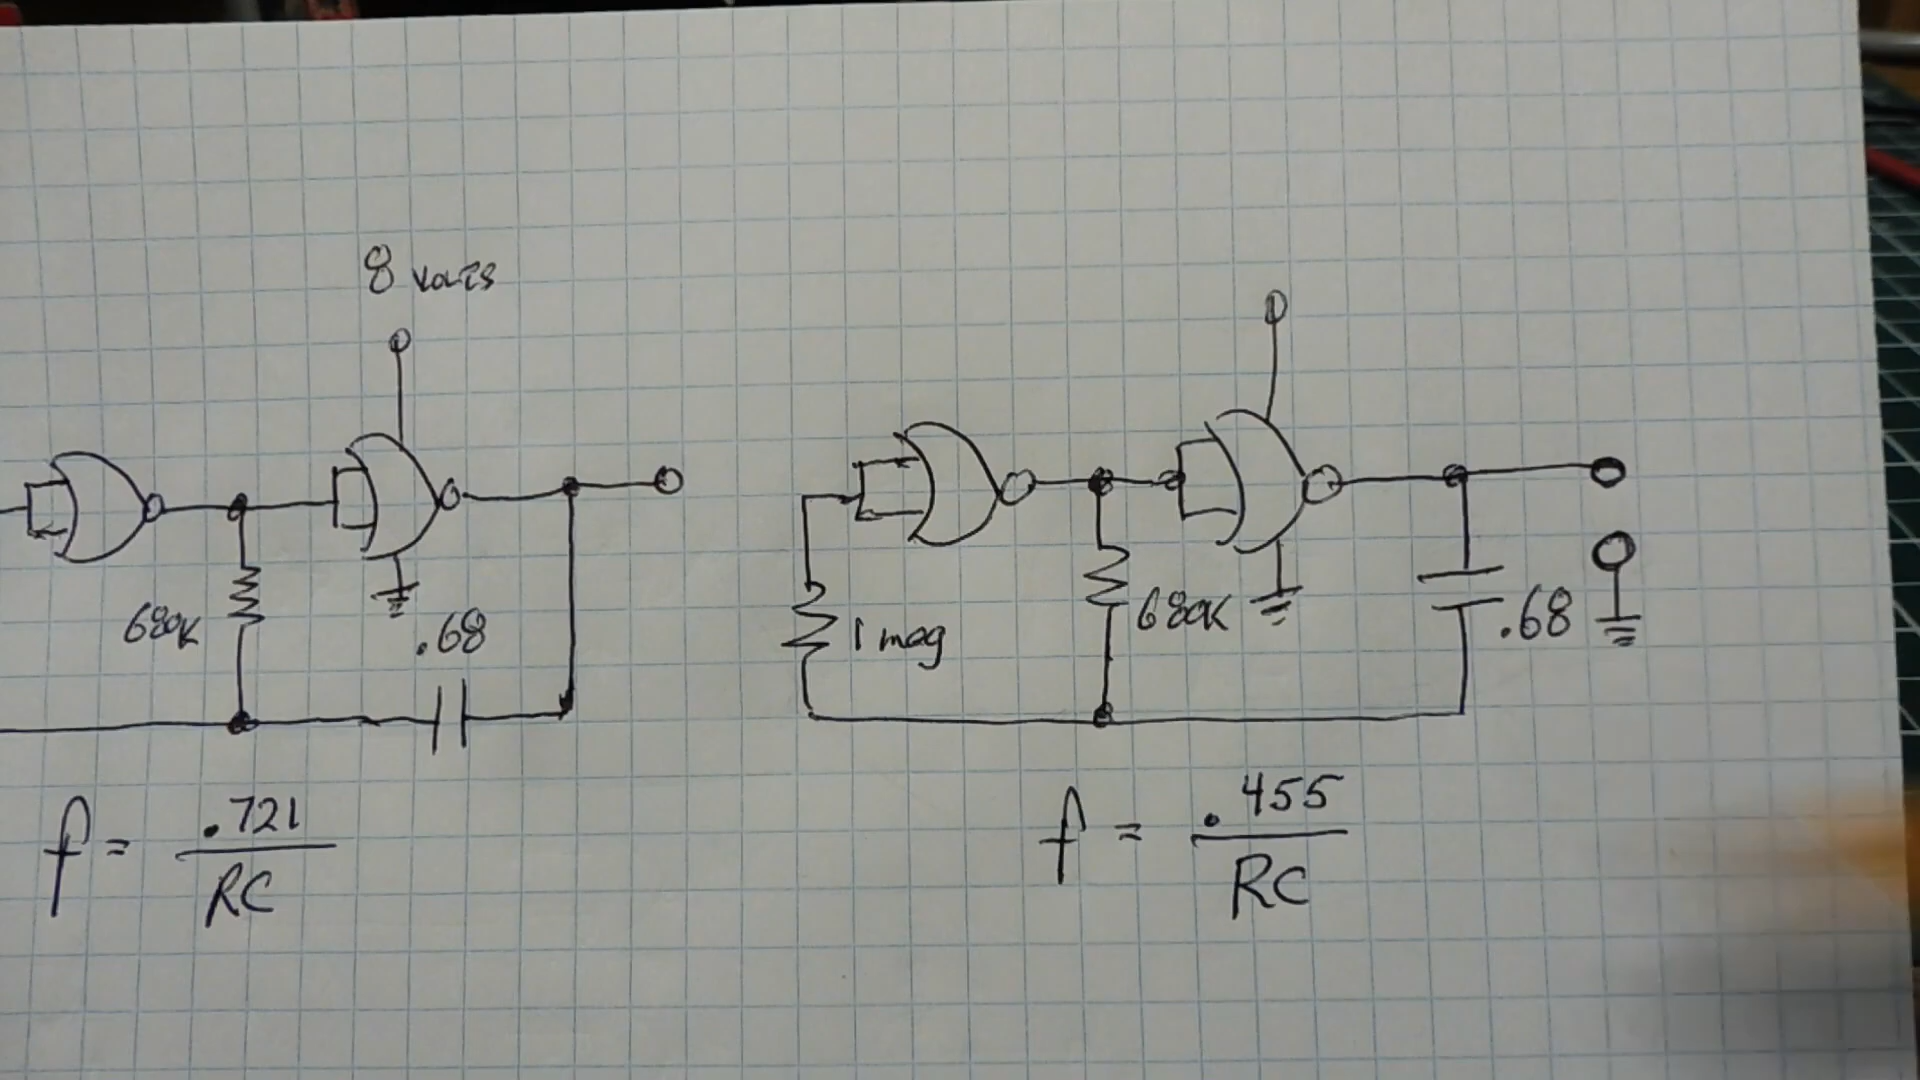 8 VOLTS
680K
.68
1 meg
680K
.68
f = .721
RC
f = .455
RC